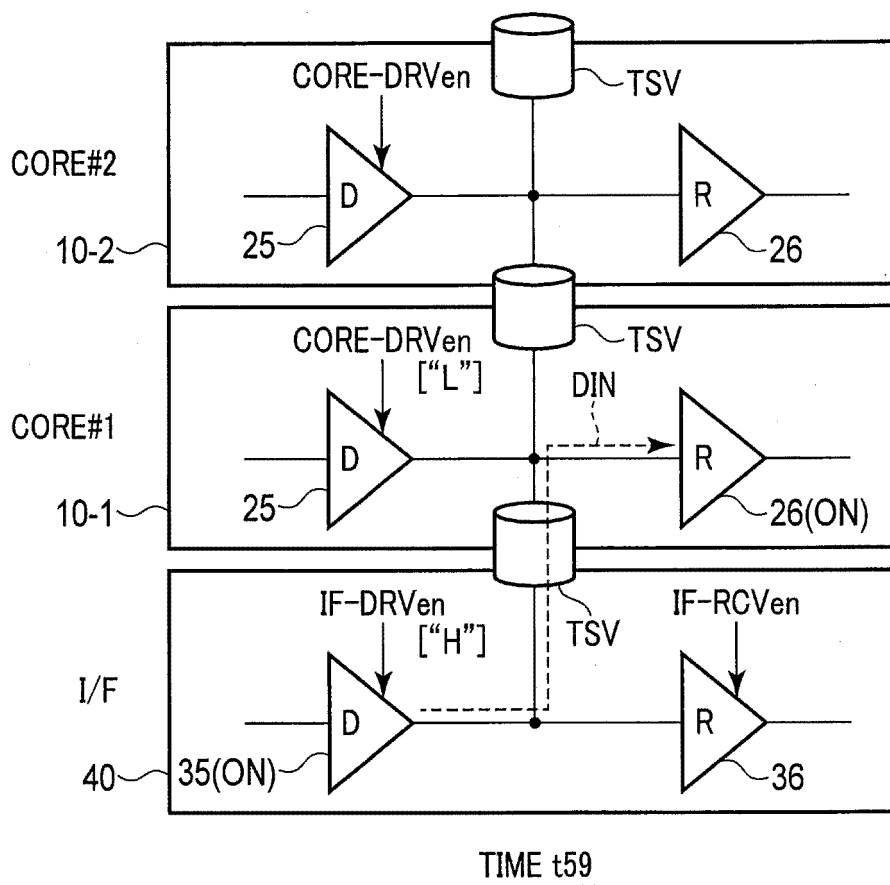 CORE-DRVen
TSV
CORE#2
D
R
10-2
25
26
CORE-DRVen
["L"]
TSV
DIN
CORE#1
D
R
10-1
25
26(ON)
IF-DRVen
["H"]
TSV
IF-RCVen
I/F
D
R
40
35(ON)
36
TIME t59